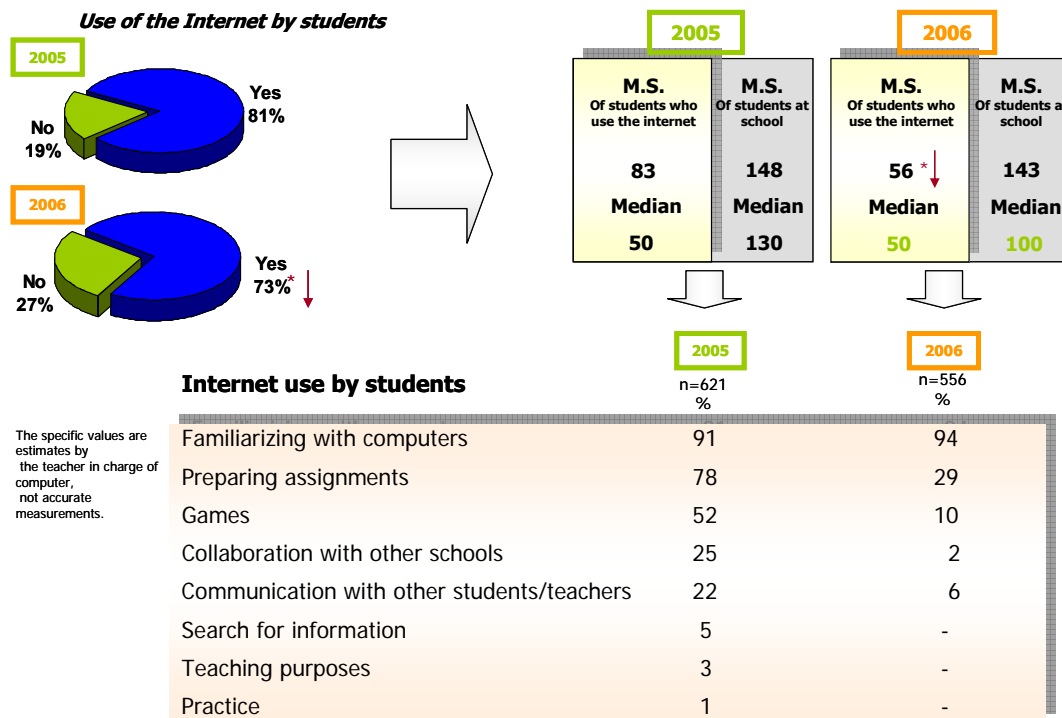 Use of the Internet by students
2005
Yes
81%
No
19%
2006
Yes
73%*
No
27%
2005
M.S.
Of students who
use the internet
83
Median
50
M.S.
Of students at
school
148
Median
130
2006
M.S.
Of students who
use the internet
56 *
Median
50
M.S.
Of students a
school
143
Median
100
Internet use by students
2005
n=621
%
2006
n=556
%
The specific values are
estimates by
the teacher in charge of
computer,
not accurate
measurements.
Familiarizing with computers 91 94
Preparing assignments 78 29
Games 52 10
Collaboration with other schools 25 2
Communication with other students/teachers 22 6
Search for information 5 -
Teaching purposes 3 -
Practice 1 -